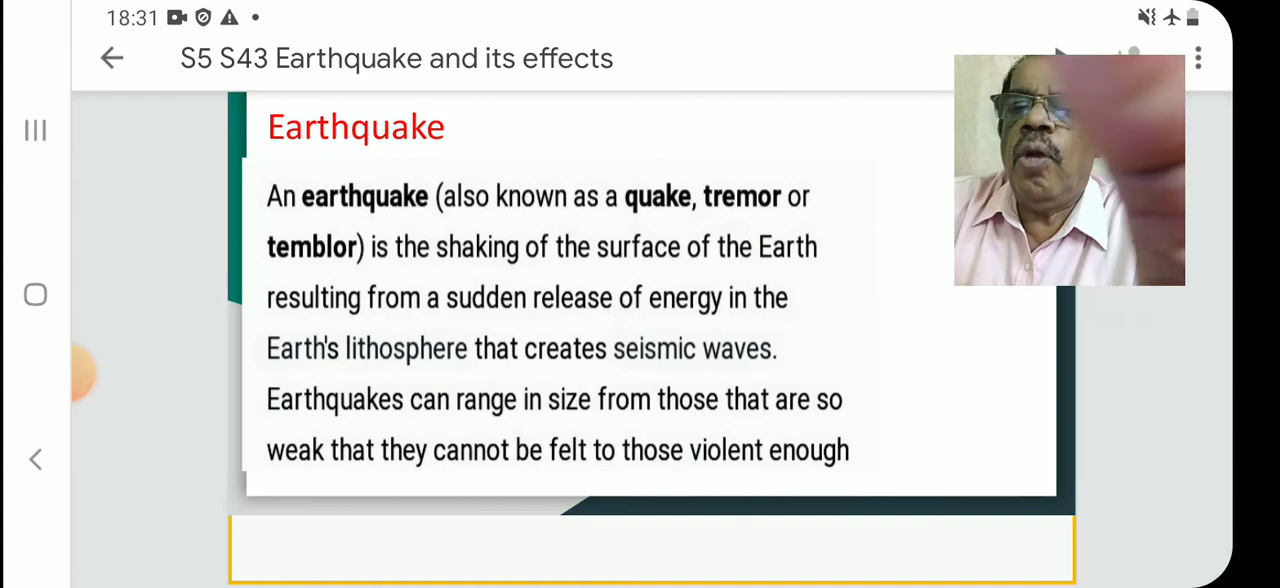 18:31
S5 S43 Earthquake and its effects
Earthquake
An earthquake (also known as a quake, tremor or
temblor) is the shaking of the surface of the Earth
resulting from a sudden release of energy in the
Earth's lithosphere that creates seismic waves.
Earthquakes can range in size from those that are so
weak that they cannot be felt to those violent enough